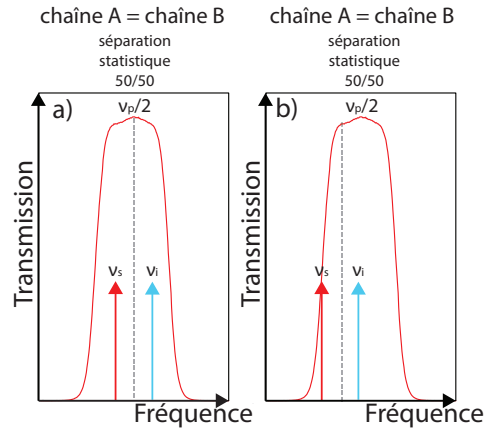 chaîne A = chaîne B
séparation
statistique
50/50
a)
νp/2
Transmission
νs
νi
Fréquence
chaîne A = chaîne B
séparation
statistique
50/50
b)
νp/2
Transmission
νs
νi
Fréquence